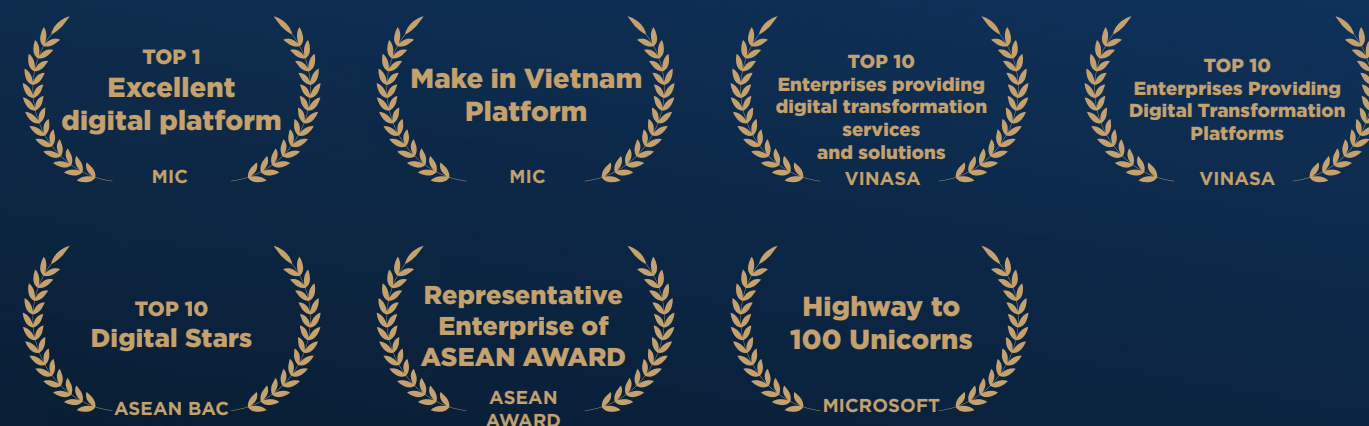 TOP 1
Excellent
digital platform
MIC
Make in Vietnam
Platform
MIC
TOP 10
Enterprises providing
digital transformation
services
and solutions
VINASA
TOP 10
Enterprises Providing
Digital Transformation
Platforms
VINASA
TOP 10
Digital Stars
ASEAN BAC
Representative
Enterprise of
ASEAN AWARD
ASEAN
AWARD
Highway to
100 Unicorns
MICROSOFT